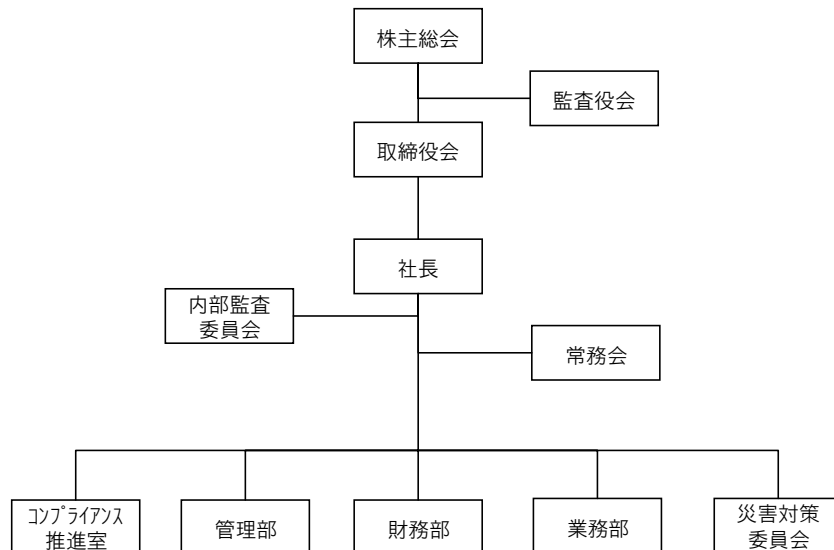 株主総会
監査役会
取締役会
社長
内部監査
委員会
常務会
ｺﾝﾌﾟﾗｲｱﾝｽ
推進室
管理部
財務部
業務部
災害対策
委員会